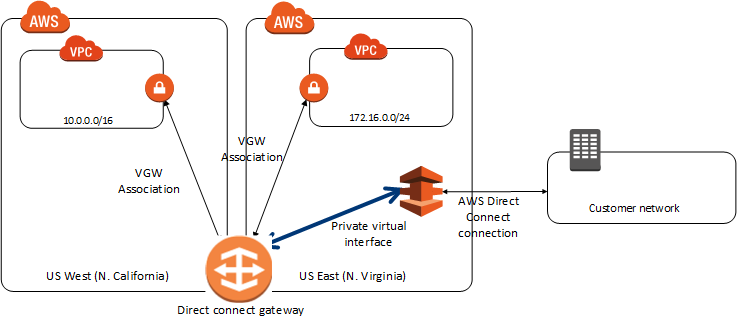 AWS
AWS
VPC
VPC
10.0.0.0/16
172.16.0.0/24
VGW
Association
VGW
Association
AWS Direct
Connect
connection
Customer network
Private virtual
interface
US West (N. California)
US East (N. Virginia)
Direct connect gateway